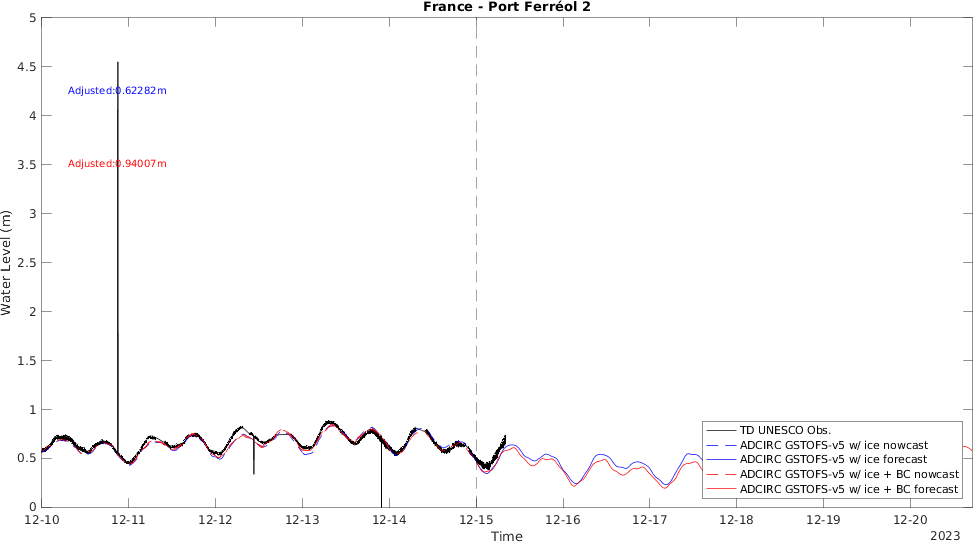 France - Port Ferréol 2
5
4.5
4
3.5
3
2.5
2
1.5
1
0.5
0
Water Level (m)
Adjusted:0.62282m
Adjusted:0.94007m
TD UNESCO Obs.
ADCIRC GSTOFS-v5 w/ ice nowcast
ADCIRC GSTOFS-v5 w/ ice forecast
ADCIRC GSTOFS-v5 w/ ice + BC nowcast
ADCIRC GSTOFS-v5 w/ ice + BC forecast
12-10 12-11 12-12 12-13 12-14 12-15 12-16 12-17 12-18 12-19 12-20
Time
2023